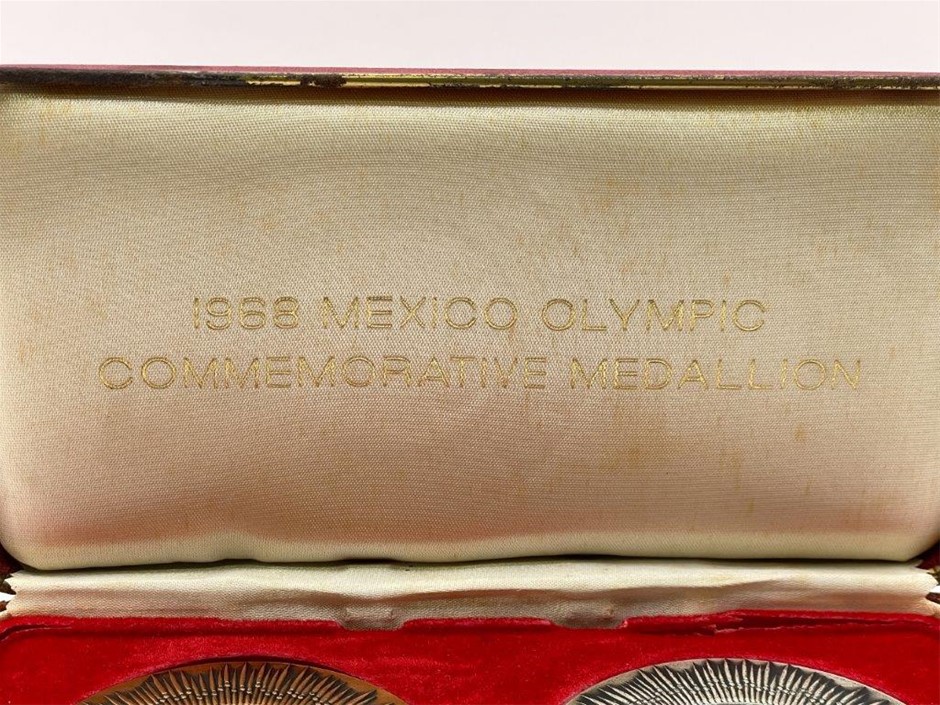 1968 MEXICO OLYMPIC
COMMEMORATIVE MEDALLION